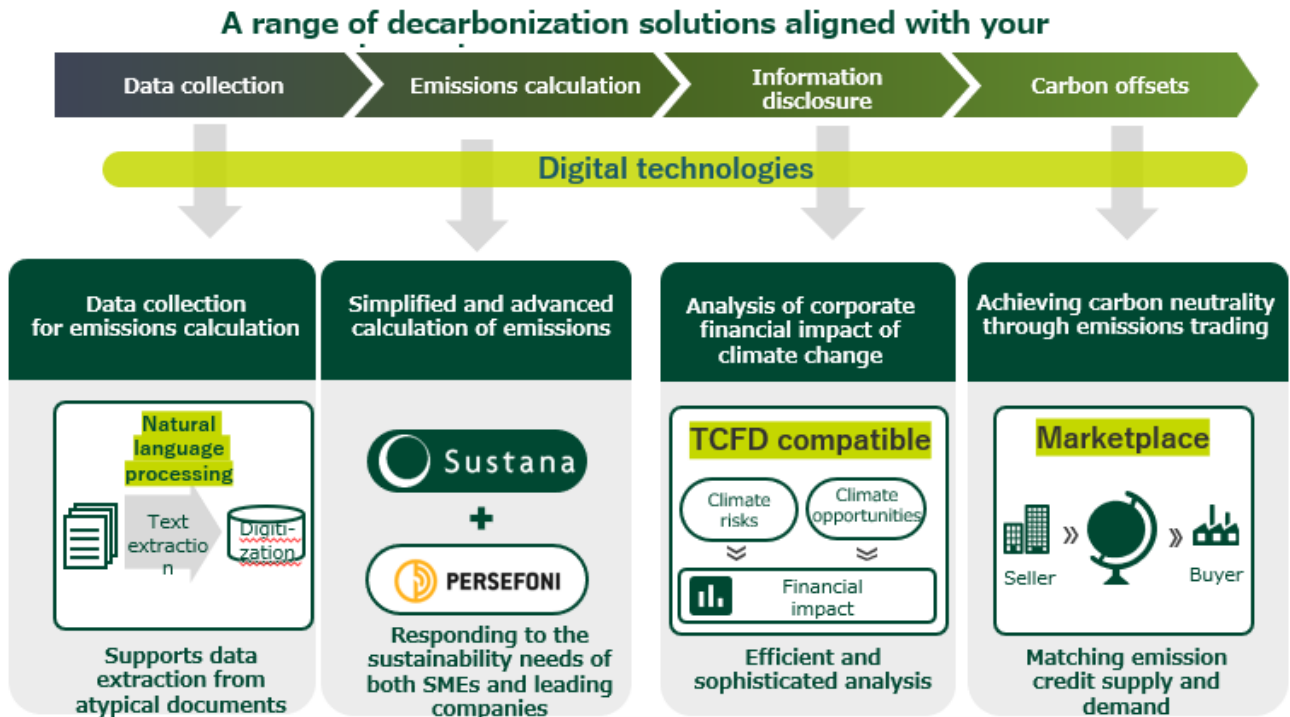 A range of decarbonization solutions aligned with your
Data collection
Emissions calculation
Information
disclosure
Carbon offsets
Digital technologies
Data collection
for emissions calculation
Natural
language
processing
Text
extractio
n
Digiti-
zation
Supports data
extraction from
atypical documents
Simplified and advanced
calculation of emissions
Sustana
+
PERSEFONI
Responding to the
sustainability needs of
both SMEs and leading
companies
Analysis of corporate
financial impact of
climate change
TCFD compatible
Climate
risks
Climate
opportunities
Financial
impact
Efficient and
sophisticated analysis
Achieving carbon neutrality
through emissions trading
Marketplace
Seller
Buyer
Matching emission
credit supply and
demand